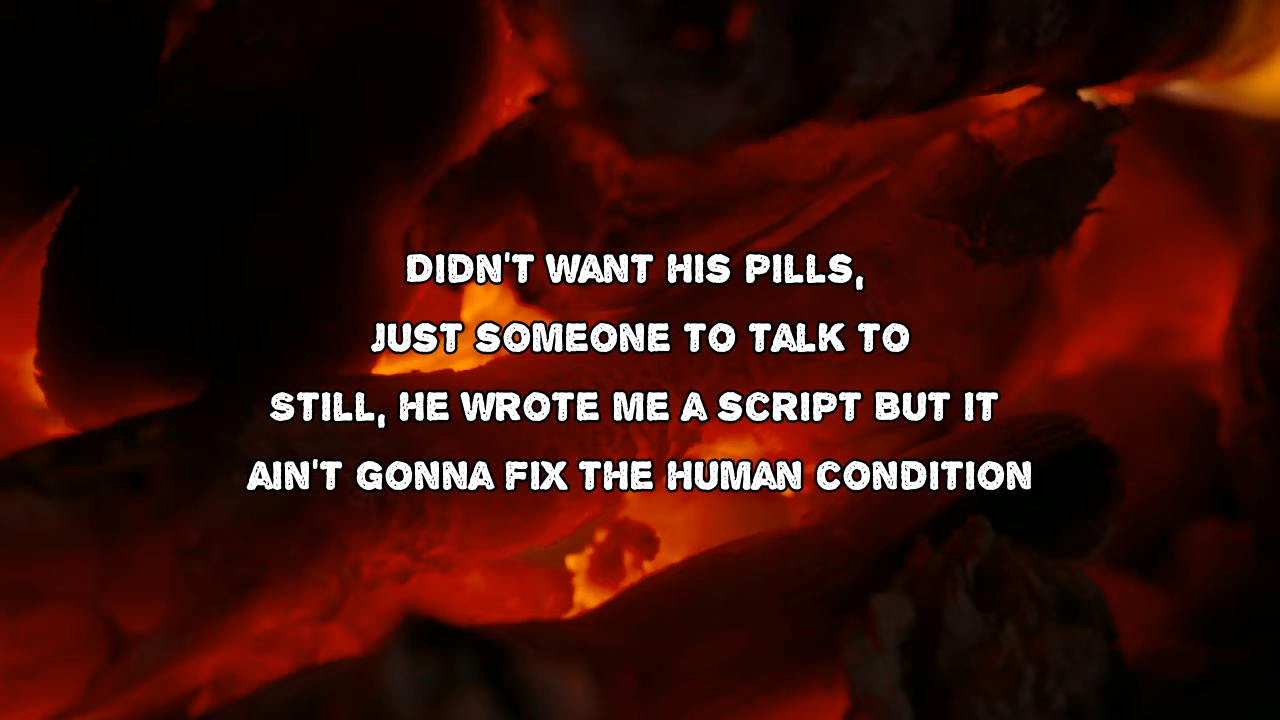 DIDN'T WANT HIS PILLS,
JUST SOMEONE TO TALK TO
STILL, HE WROTE ME A SCRIPT BUT IT
AIN'T GONNA FIX THE HUMAN CONDITION